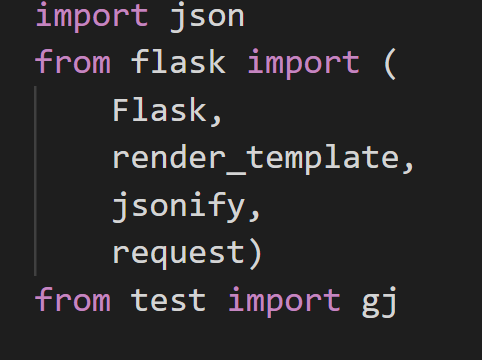 import json
from flask import (
    Flask,
    render_template,
    jsonify,
    request)
from test import gj